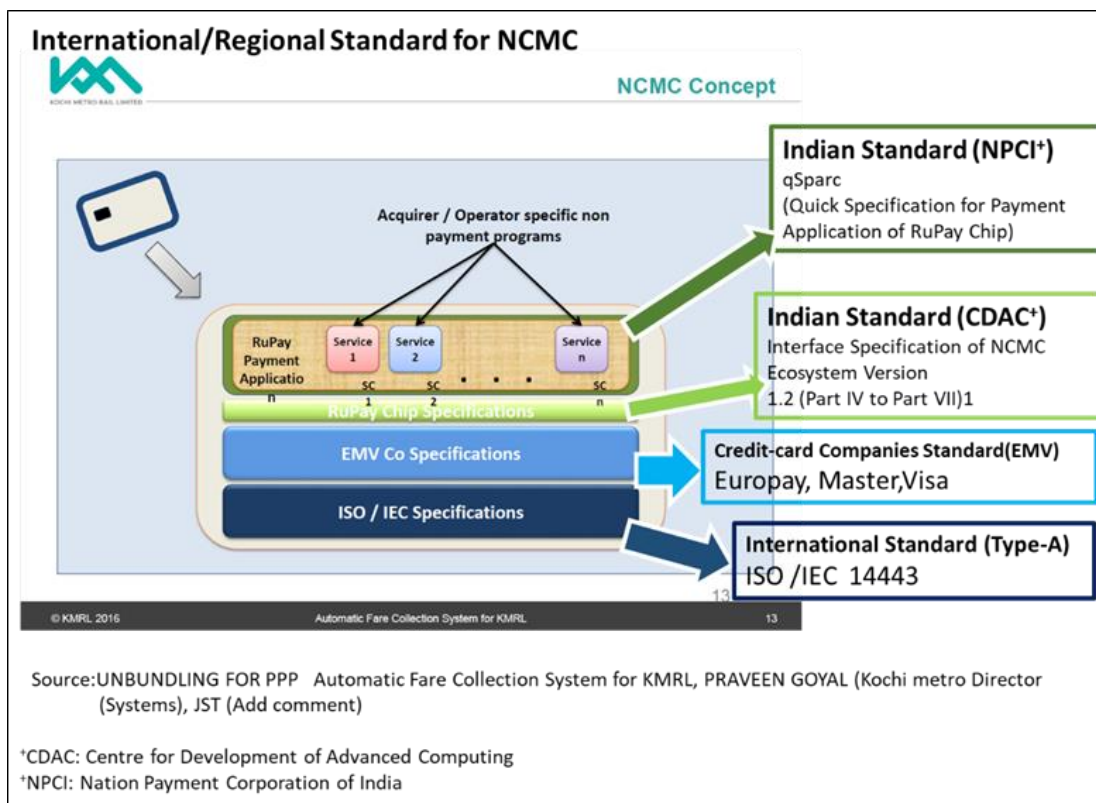 International/Regional Standard for NCMC
KOCHI METRO RAIL LIMITED
NCMC Concept
Acquirer / Operator specific non
payment programs
RuPay
Payment
Applicatio
n
Service
1
Service
2
Service
n
SC
1
SC
2
. . . .
SC
n
RuPay Chip Specifications
EMV Co Specifications
ISO / IEC Specifications
Indian Standard (NPCI⁺)
qSparc
(Quick Specification for Payment
Application of RuPay Chip)
Indian Standard (CDAC⁺)
Interface Specification of NCMC
Ecosystem Version
1.2 (Part IV to Part VII)1
Credit-card Companies Standard(EMV)
Europay, Master,Visa
International Standard (Type-A)
ISO /IEC 14443
13
© KMRL 2016
Automatic Fare Collection System for KMRL
13
Source:UNBUNDLING FOR PPP Automatic Fare Collection System for KMRL, PRAVEEN GOYAL (Kochi metro Director
(Systems), JST (Add comment)
⁺CDAC: Centre for Development of Advanced Computing
⁺NPCI: Nation Payment Corporation of India